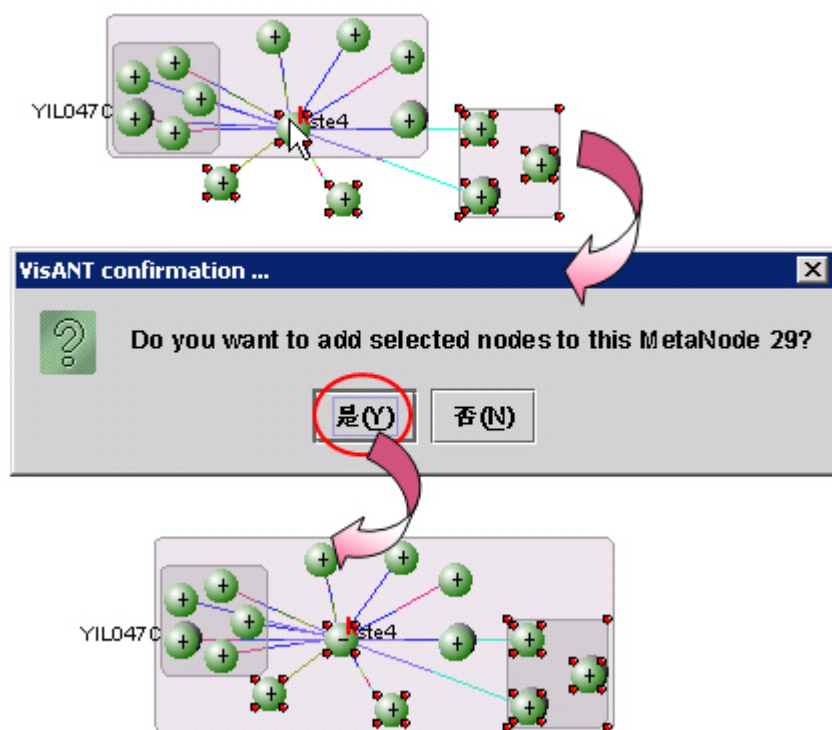 YIL047C
ste4
VisANT confirmation ...
Do you want to add selected nodes to this MetaNode 29?
是(Y) 否(N)
YIL047C
ste4